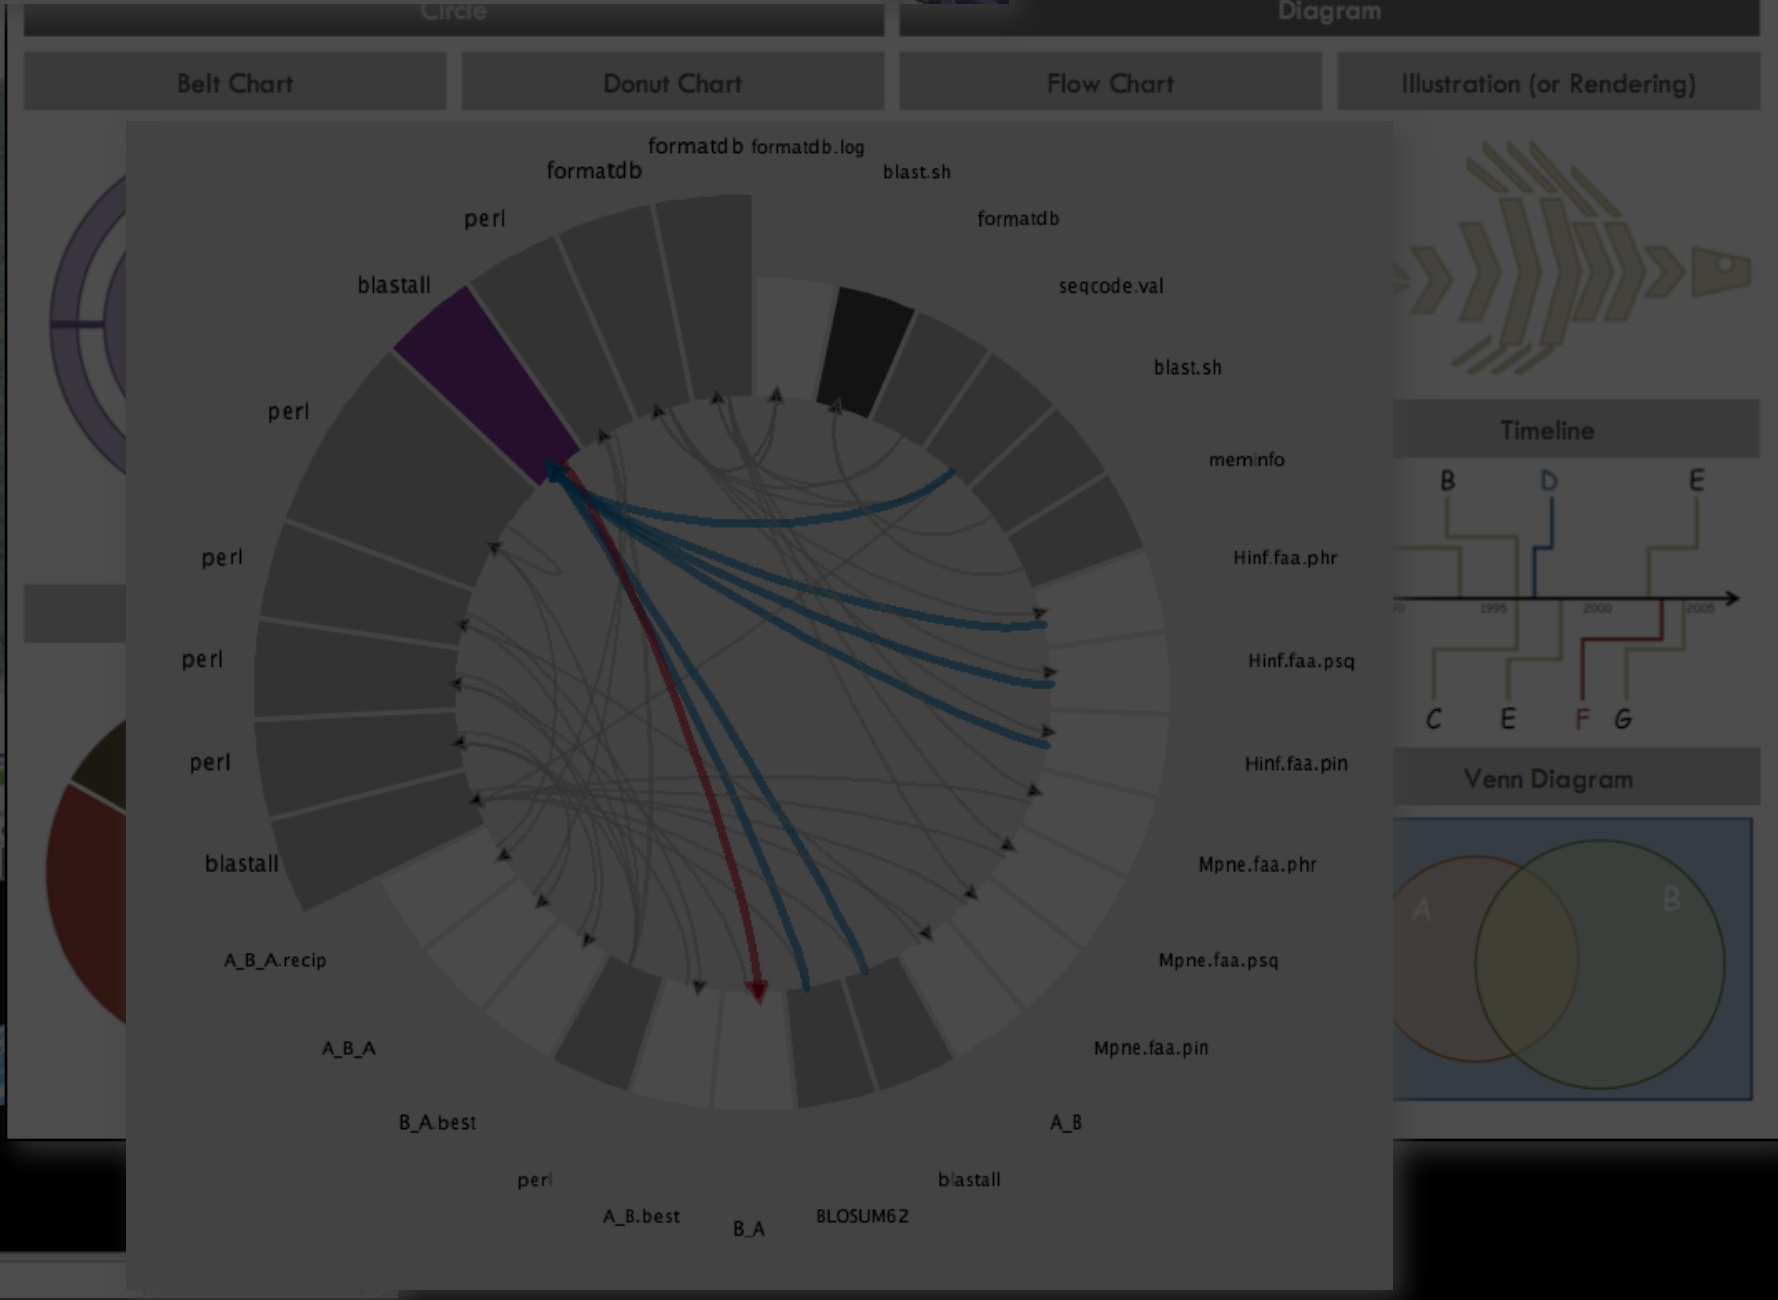 Circle
Diagram
Belt Chart
Donut Chart
Flow Chart
Illustration (or Rendering)
formatdb
formatdb.log
formatdb
blast.sh
perl
formatdb
blastall
seqcode.val
blast.sh
perl
meminfo
perl
Hinf.faa.phr
perl
Hinf.faa.psq
perl
Hinf.faa.pin
blastall
Mpne.faa.phr
A_B_A.recip
Mpne.faa.psq
A_B_A
Mpne.faa.pin
B_A.best
A_B
perl
blastall
A_B.best
B_A
BLOSUM62
Timeline
B
D
E
1995
2000
2005
C
E
F
G
Venn Diagram
A
B